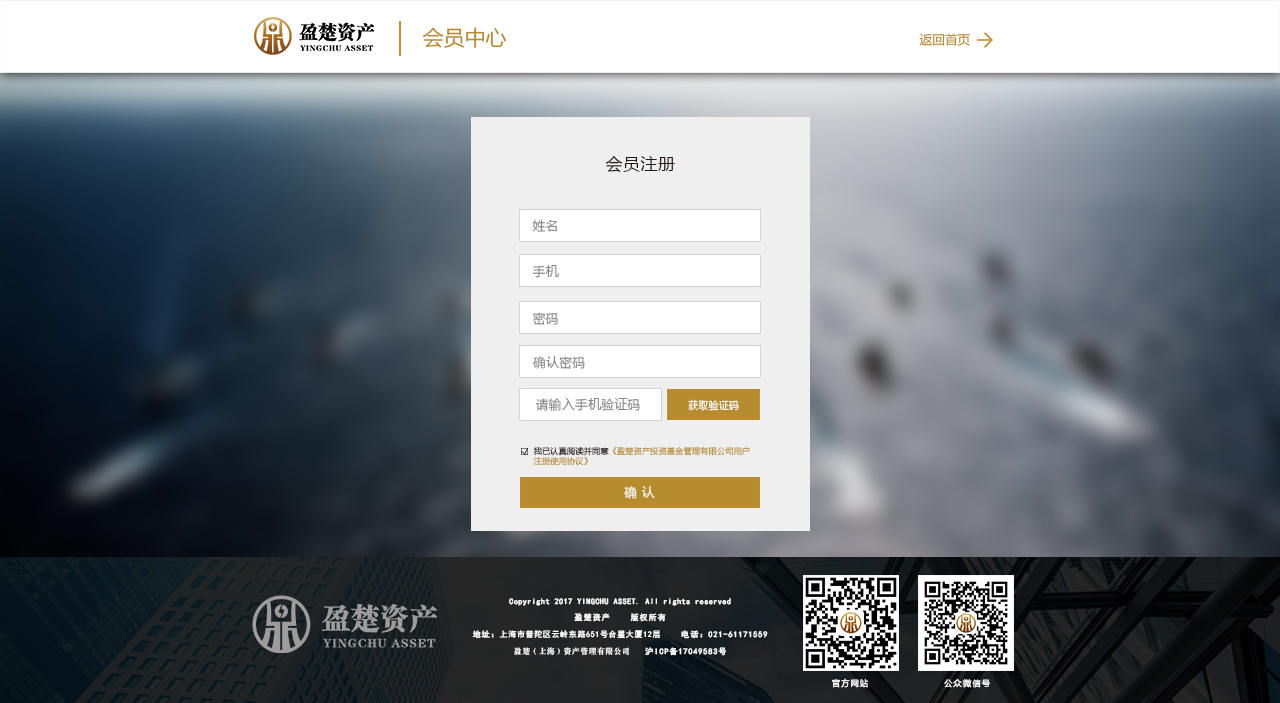 盈楚资产
YINGCHU ASSET
会员中心
返回首页
会员注册
姓名
手机
密码
确认密码
请输入手机验证码
获取验证码
我已认真阅读并同意《盈楚资产投资基金管理有限公司用户
注册使用协议》
确 认
盈楚资产
YINGCHU ASSET
Copyright 2017 YINGCHU ASSET. All rights reserved
盈楚资产 版权所有
地址：上海市普陀区云岭东路651号合星大厦12层 电话：021-61171559
盈楚（上海）资产管理有限公司 沪ICP备17049583号
官方网站
公众微信号